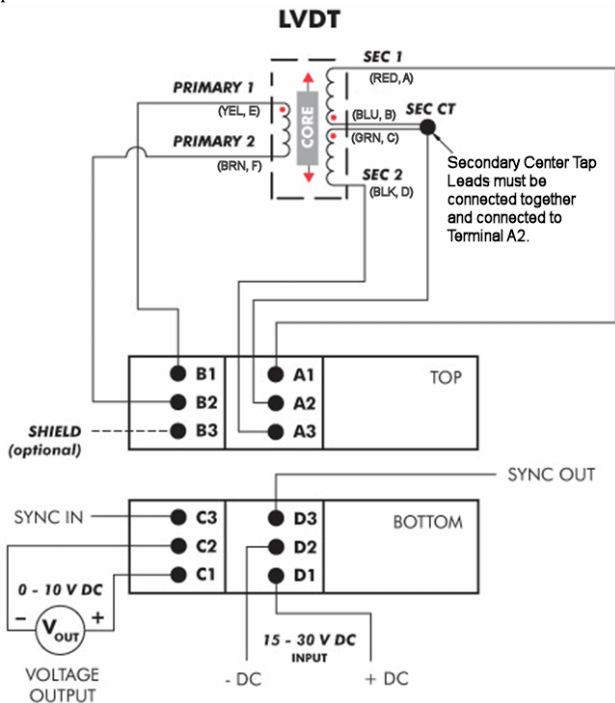 LVDT
SEC 1
(RED, A)
PRIMARY 1
(YEL, E)
CORE
(BLU, B)
SEC CT
(GRN, C)
PRIMARY 2
(BRN, F)
SEC 2
(BLK, D)
Secondary Center Tap
Leads must be
connected together
and connected to
Terminal A2.
B1
A1
TOP
B2
A2
SHIELD
(optional)
B3
A3
SYNC OUT
SYNC IN
C3
D3
BOTTOM
C2
D2
C1
D1
0 - 10 V DC
- VOUT +
VOLTAGE
OUTPUT
15 - 30 V DC
INPUT
- DC
+ DC